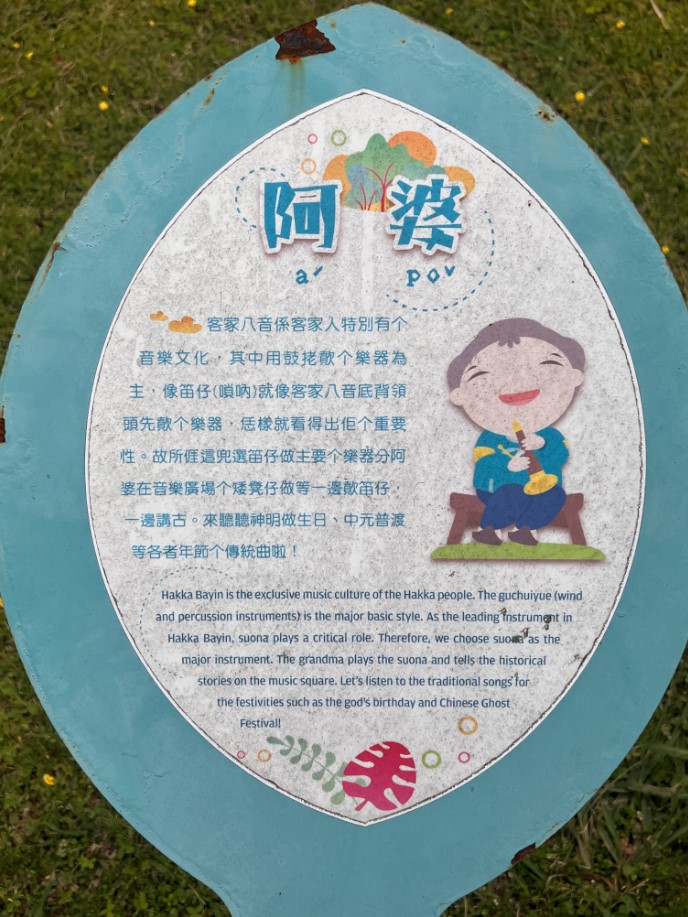 阿婆
aˊ poˇ
客家八音係客家人特別有个
音樂文化，其中用鼓掿歕个樂器為
主，像笛仔(嗩吶)就像客家八音底背領
頭先歕个樂器，恁樣就看得出佢个重要
性。故所𠊎這兜選笛仔做主要个樂器分阿
婆在音樂廣場个矮凳仔做等一邊歕笛仔，
一邊講古。來聽聽神明做生日、中元普渡
等各者年節个傳統曲啦！
Hakka Bayin is the exclusive music culture of the Hakka people. The guchuiyue (wind
and percussion instruments) is the major basic style. As the leading instrument in
Hakka Bayin, suona plays a critical role. Therefore, we choose suona as the
major instrument. The grandma plays the suona and tells the historical
stories on the music square. Let's listen to the traditional songs for
the festivities such as the god's birthday and Chinese Ghost
Festival!